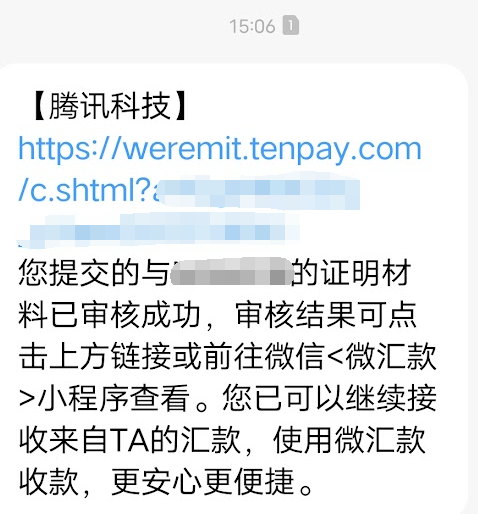 15:06 1
【腾讯科技】
https://weremit.tenpay.com
/c.shtml?
您提交的与 的证明材
料已审核成功，审核结果可点
击上方链接或前往微信<微汇款
>小程序查看。您已可以继续接
收来自TA的汇款，使用微汇款
收款，更安心更便捷。